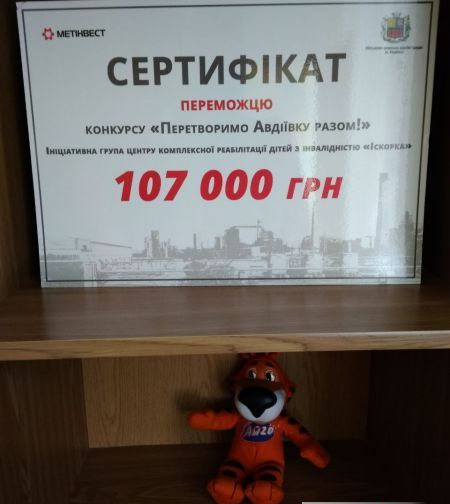 МЕТІНВЕСТ
СЕРТИФІКАТ
ПЕРЕМОЖЦЮ
КОНКУРСУ «ПЕРЕТВОРИМО АВДІЇВКУ РАЗОМ!»
ІНІЦІАТИВНА ГРУПА ЦЕНТРУ КОМПЛЕКСНОЇ РЕАБІЛІТАЦІЇ ДІТЕЙ З ІНВАЛІДНІСТЮ «ІСКОРКА»
107 000 ГРН